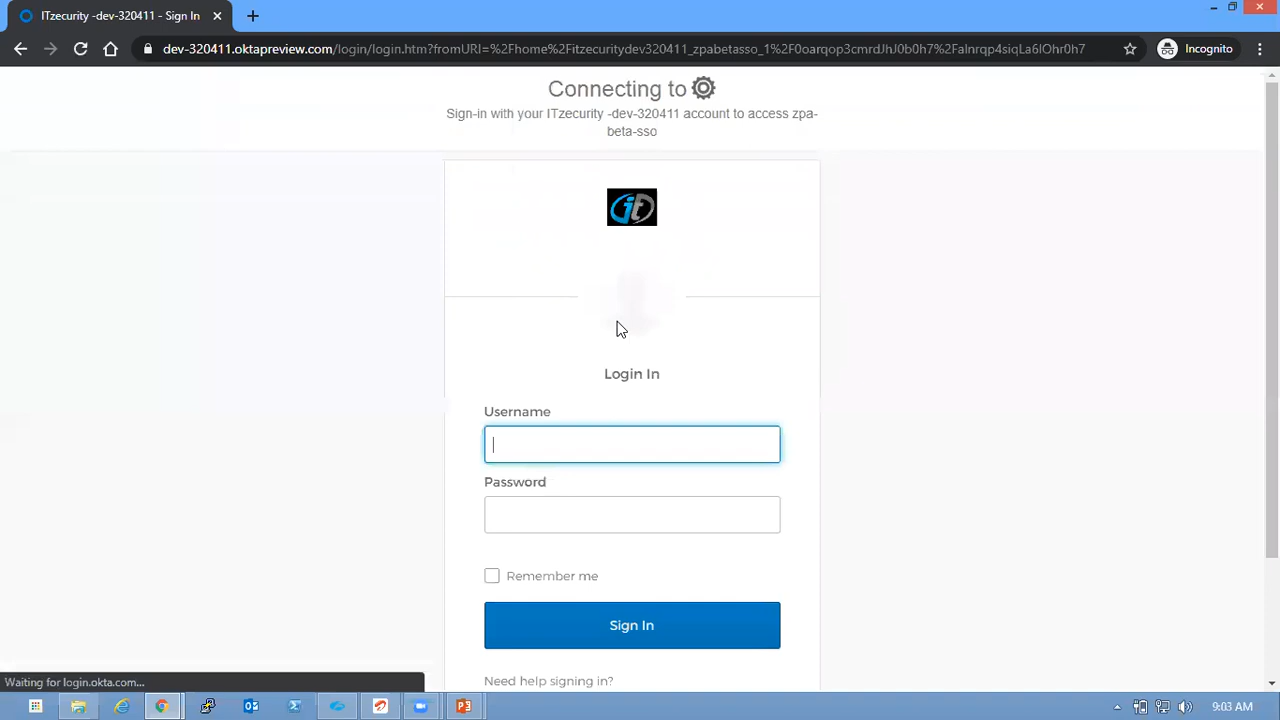 ITzecurity -dev-320411 - Sign In
dev-320411.oktapreview.com/login/login.htm?fromURI=%2Fhome%2Fitzecuritydev320411_zpabetasso_1%2F0oarqop3cmrdJhJ0b0h7%2Falnrqp4siqLa6lOhr0h7
Incognito
Connecting to
Sign-in with your ITzecurity -dev-320411 account to access zpa-
beta-sso
it
Login In
Username
Password
Remember me
Sign In
Need help signing in?
Waiting for login.okta.com...
9:03 AM